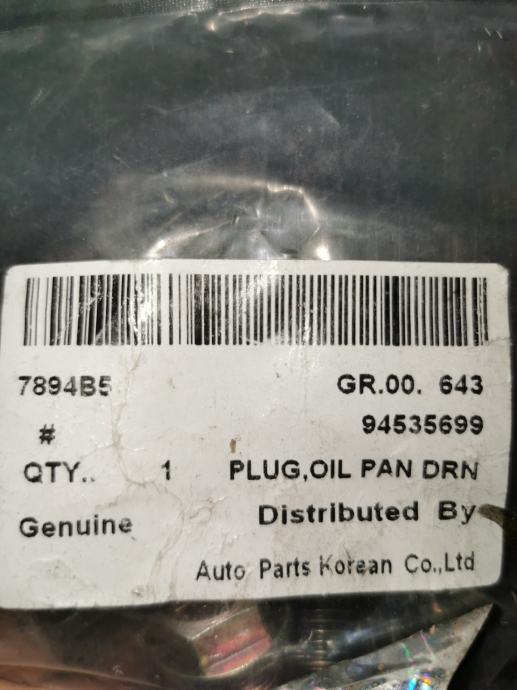 7894B5 GR.00. 643
# 94535699
QTY.. 1 PLUG,OIL PAN DRN
Genuine Distributed By
Auto Parts Korean Co.,Ltd